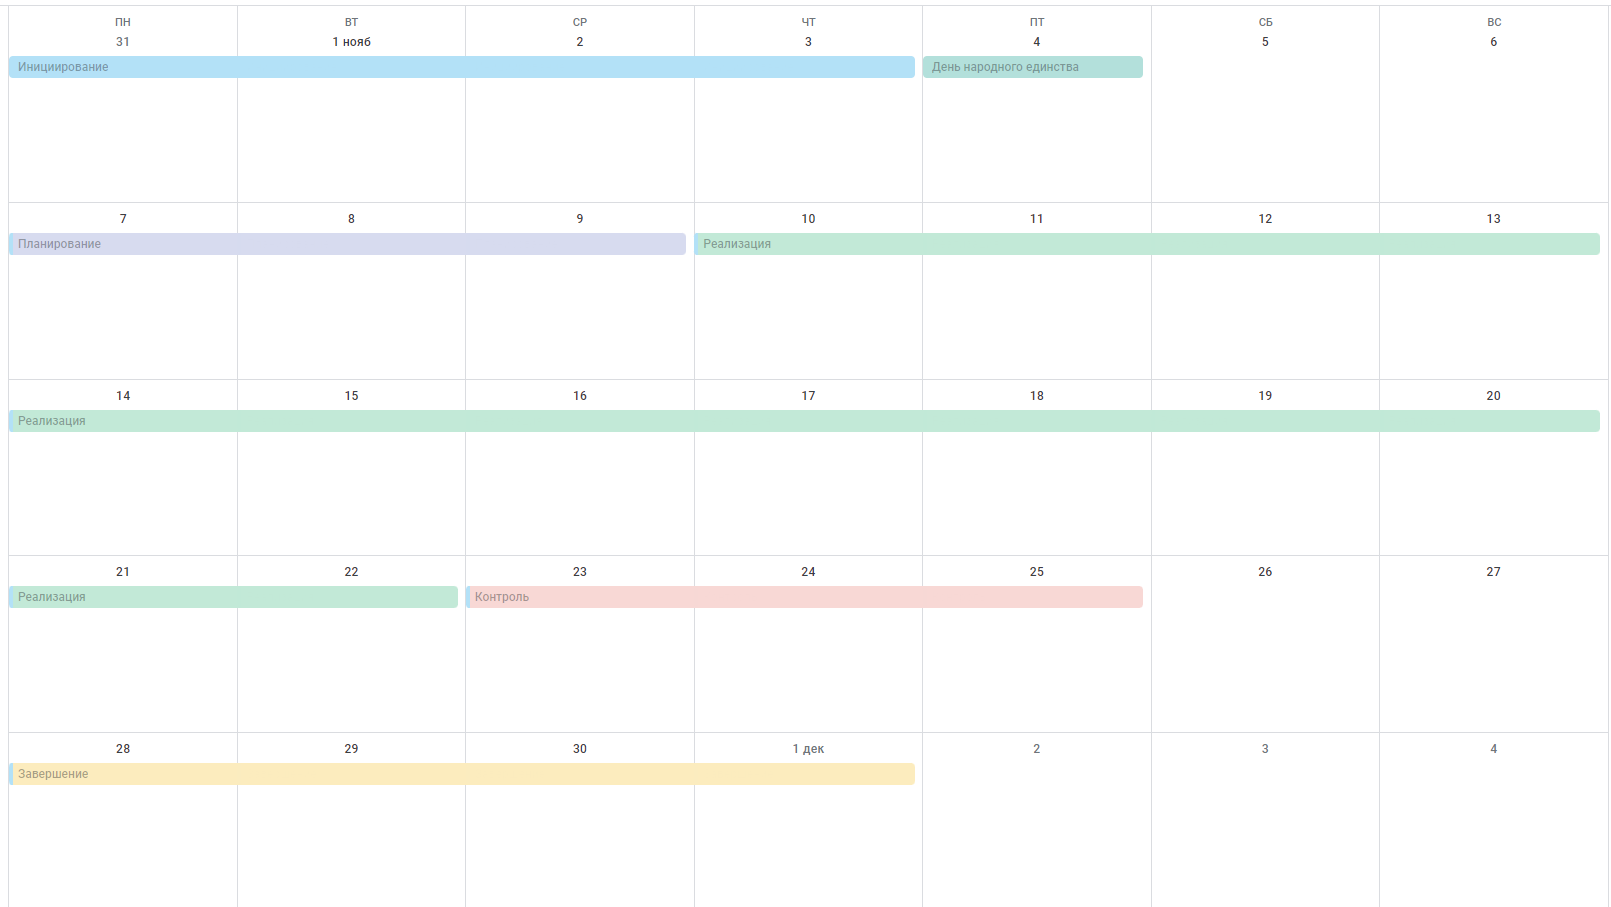 ПН ВТ СР ЧТ ПТ СБ ВС
31 1 нояб 2 3 4 5 6
Инициирование День народного единства
7 8 9 10 11 12 13
Планирование Реализация
14 15 16 17 18 19 20
Реализация
21 22 23 24 25 26 27
Реализация Контроль
28 29 30 1 дек 2 3 4
Завершение